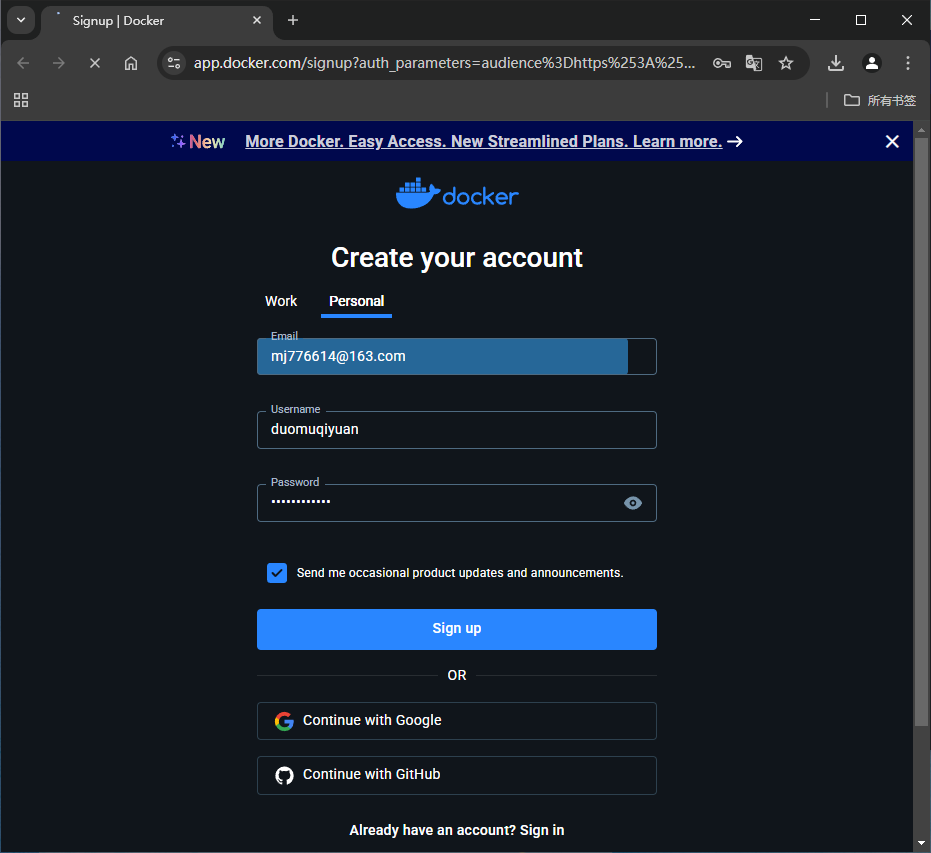 Signup | Docker
app.docker.com/signup?auth_parameters=audience%3Dhttps%253A%25...
所有书签
New More Docker. Easy Access. New Streamlined Plans. Learn more.
docker
Create your account
Work Personal
Email
mj776614@163.com
Username
duomuqiyuan
Password
••••••••••••
Send me occasional product updates and announcements.
Sign up
OR
Continue with Google
Continue with GitHub
Already have an account? Sign in